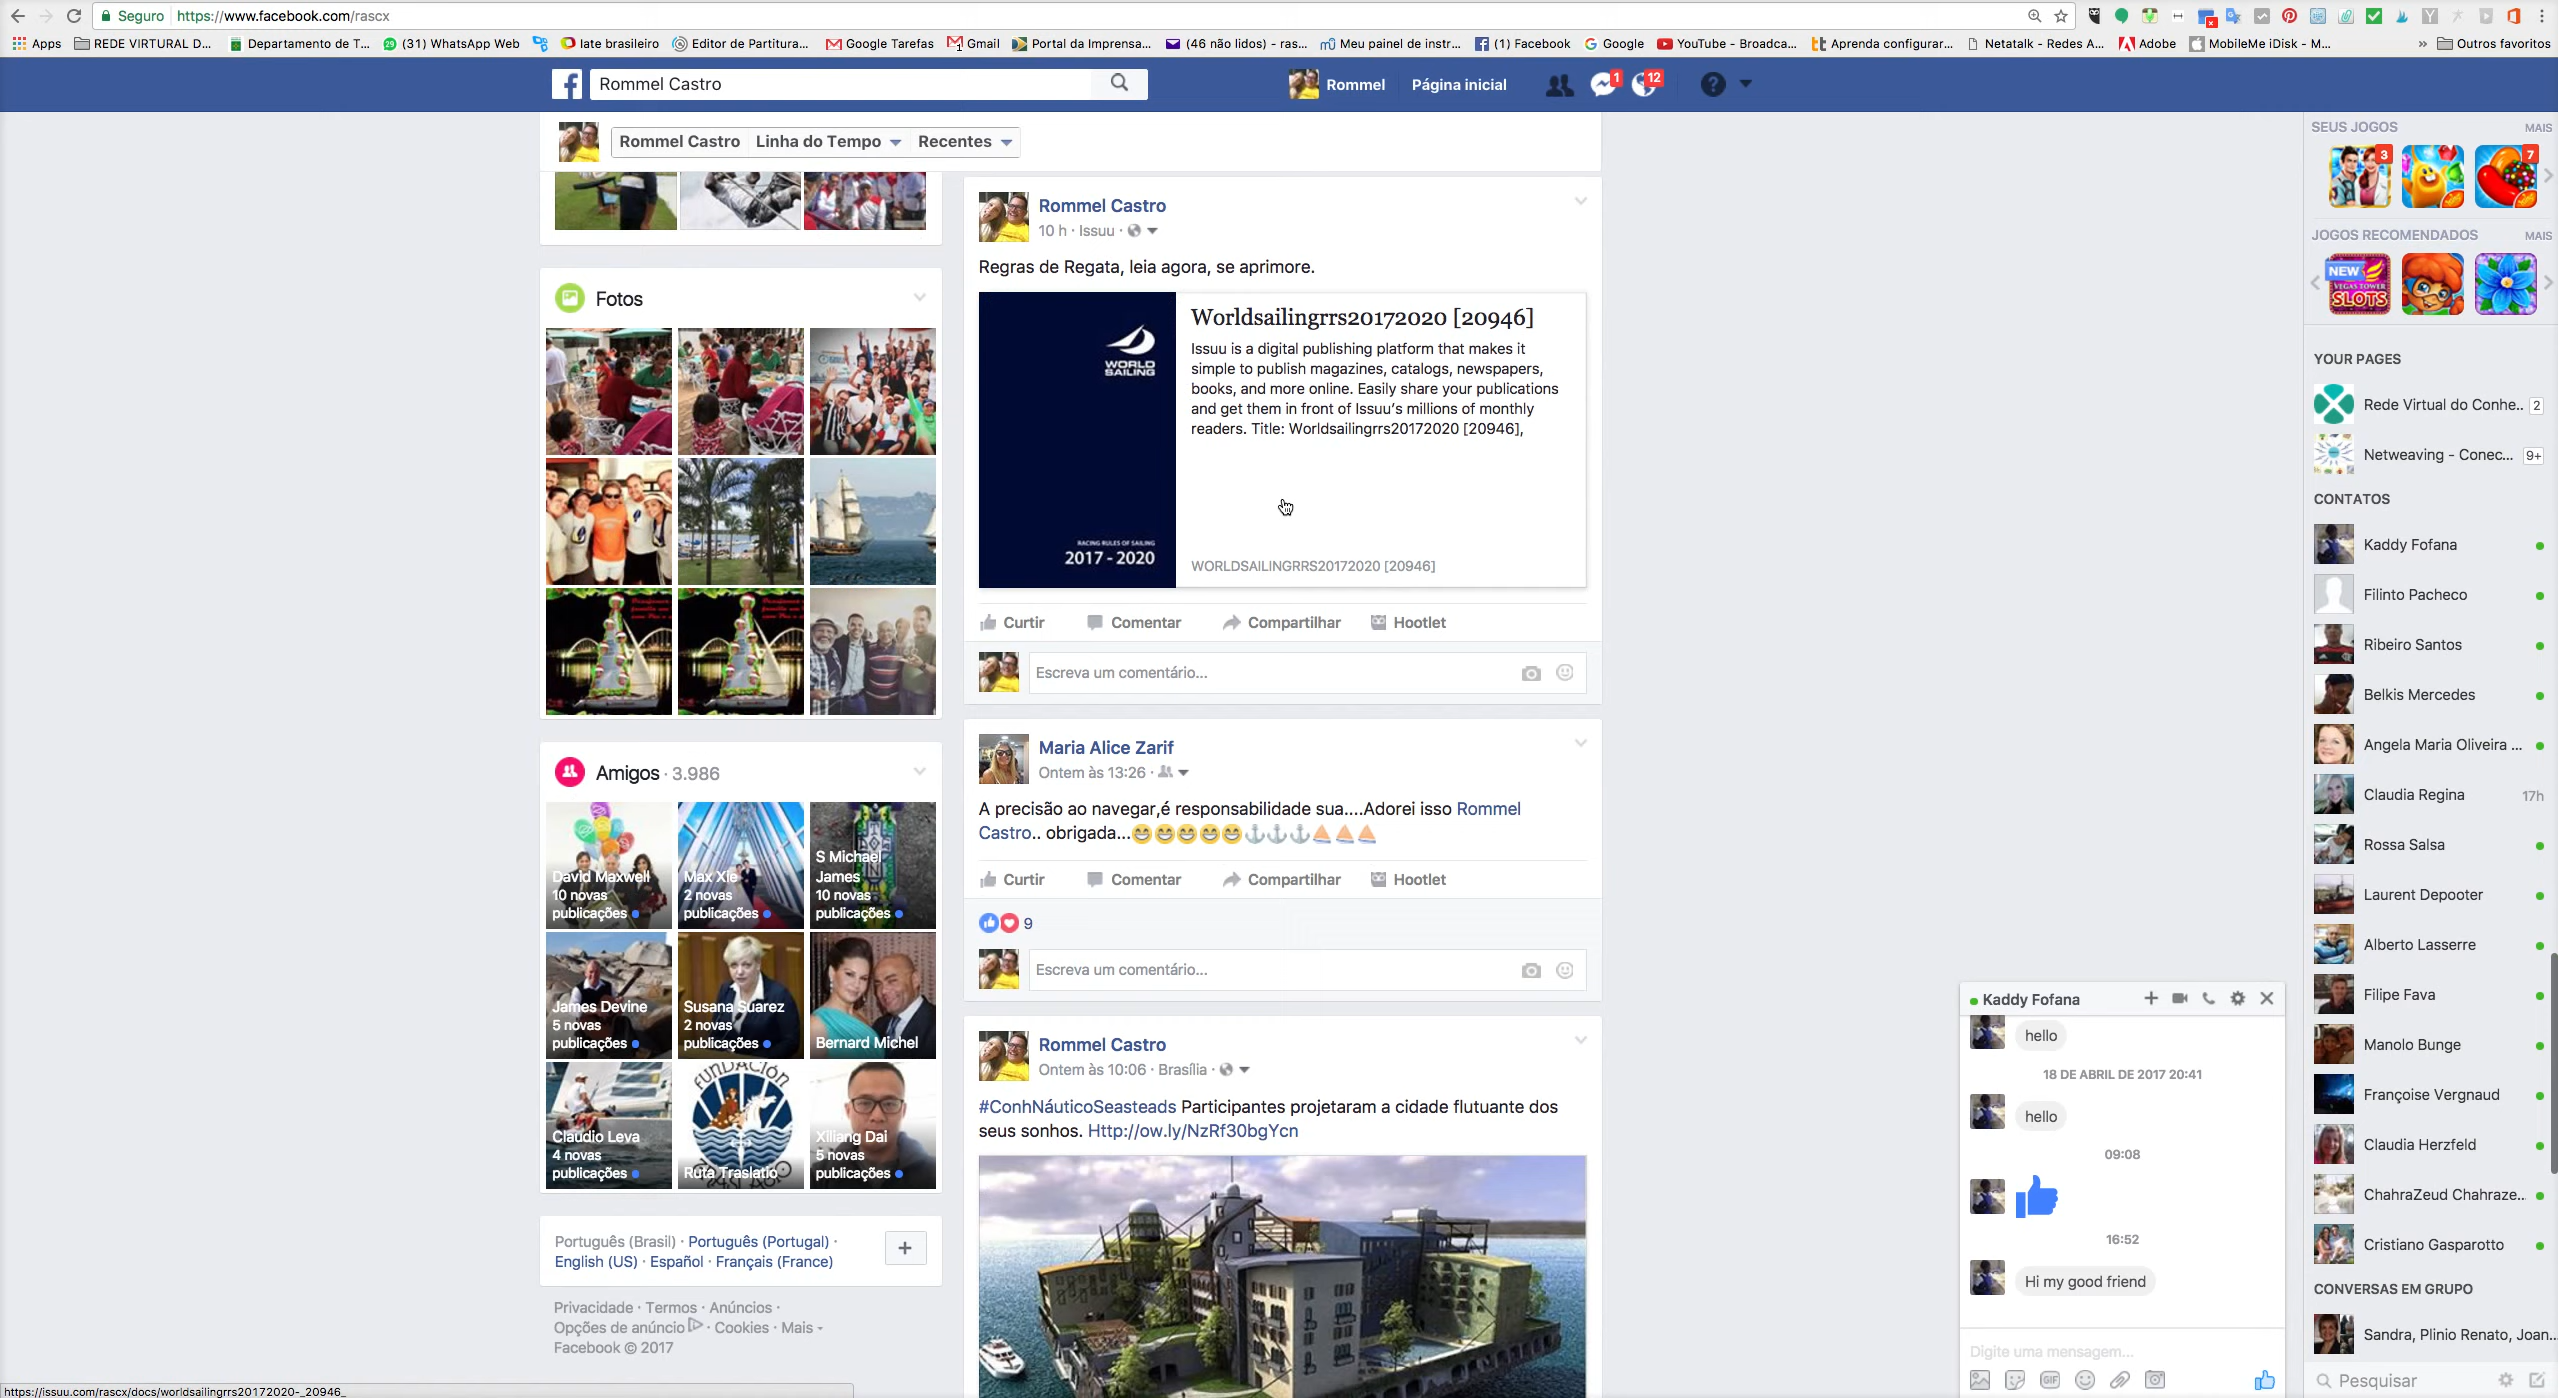 Seguro https://www.facebook.com/rascx
Apps REDE VIRTURAL D... Departamento de T... (31) WhatsApp Web Iate brasileiro Editor de Partitura... Google Tarefas Gmail Portal da Imprensa... (46 não lidos) - ras... Meu painel de instr... (1) Facebook Google YouTube - Broadca... Aprenda configurar... Netatalk - Redes A... Adobe MobileMe iDisk - M... » Outros favoritos
Rommel Castro
Rommel Página inicial 1 12
Rommel Castro Linha do Tempo Recentes
Fotos
Amigos · 3.986
David Maxwell
10 novas
publicações
Max Xie
2 novas
publicações
S Michael
James
10 novas
publicações
James Devine
5 novas
publicações
Susana Suarez
2 novas
publicações
Bernard Michel
Claudio Leva
4 novas
publicações
FUNDACIÓN
Ruta Traslatio
Xiliang Dai
5 novas
publicações
Português (Brasil) · Português (Portugal) ·
English (US) · Español · Français (France)
Privacidade · Termos · Anúncios ·
Opções de anúncio · Cookies · Mais
Facebook © 2017
Rommel Castro
10 h · Issuu ·
Regras de Regata, leia agora, se aprimore.
WORLD
SAILING
RACING RULES OF SAILING
2017 - 2020
Worldsailingrrs20172020 [20946]
Issuu is a digital publishing platform that makes it
simple to publish magazines, catalogs, newspapers,
books, and more online. Easily share your publications
and get them in front of Issuu's millions of monthly
readers. Title: Worldsailingrrs20172020 [20946],
WORLDSAILINGRRS20172020 [20946]
Curtir Comentar Compartilhar Hootlet
Escreva um comentário...
Maria Alice Zarif
Ontem às 13:26 ·
A precisão ao navegar,é responsabilidade sua....Adorei isso Rommel
Castro.. obrigada...😁😁😁😁😁⚓⚓⚓⛵⛵⛵
Curtir Comentar Compartilhar Hootlet
9
Escreva um comentário...
Rommel Castro
Ontem às 10:06 · Brasília ·
#ConhNáuticoSeasteads Participantes projetaram a cidade flutuante dos
seus sonhos. Http://ow.ly/NzRf30bgYcn
Kaddy Fofana
hello
18 DE ABRIL DE 2017 20:41
hello
09:08
16:52
Hi my good friend
Digite uma mensagem...
GIF
SEUS JOGOS MAIS
3 7
JOGOS RECOMENDADOS MAIS
NEW
VEGAS TOWER
SLOTS
YOUR PAGES
Rede Virtual do Conhe.. 2
Netweaving - Conec... 9+
CONTATOS
Kaddy Fofana
Filinto Pacheco
Ribeiro Santos
Belkis Mercedes
Angela Maria Oliveira ...
Claudia Regina 17h
Rossa Salsa
Laurent Depooter
Alberto Lasserre
Filipe Fava
Manolo Bunge
Françoise Vergnaud
Claudia Herzfeld
ChahraZeud Chahraze..
Cristiano Gasparotto
CONVERSAS EM GRUPO
Sandra, Plinio Renato, Joan...
Pesquisar
https://issuu.com/rascx/docs/worldsailingrrs20172020-_20946_